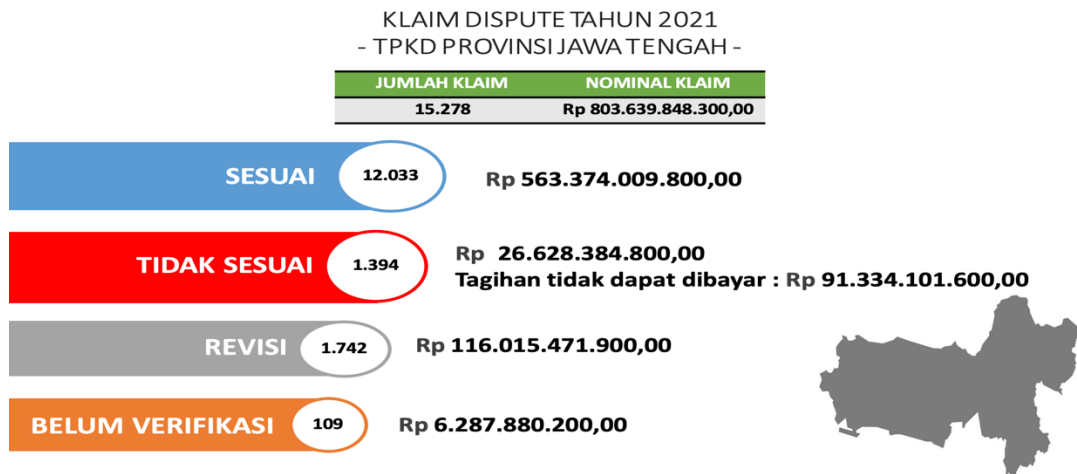 KLAIM DISPUTE TAHUN 2021
- TPKD PROVINSI JAWA TENGAH -
JUMLAH KLAIM NOMINAL KLAIM
15.278 Rp 803.639.848.300,00
SESUAI 12.033 Rp 563.374.009.800,00
TIDAK SESUAI 1.394 Rp 26.628.384.800,00
Tagihan tidak dapat dibayar : Rp 91.334.101.600,00
REVISI 1.742 Rp 116.015.471.900,00
BELUM VERIFIKASI 109 Rp 6.287.880.200,00